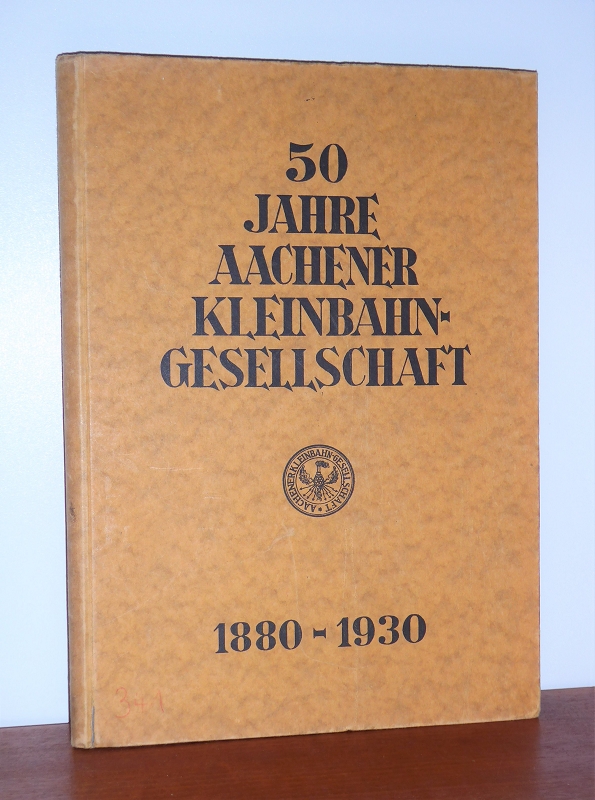 50
JAHRE
AACHENER
KLEINBAHN-
GESELLSCHAFT
AACHENER KLEINBAHN-GESELLSCHAFT
1880-1930